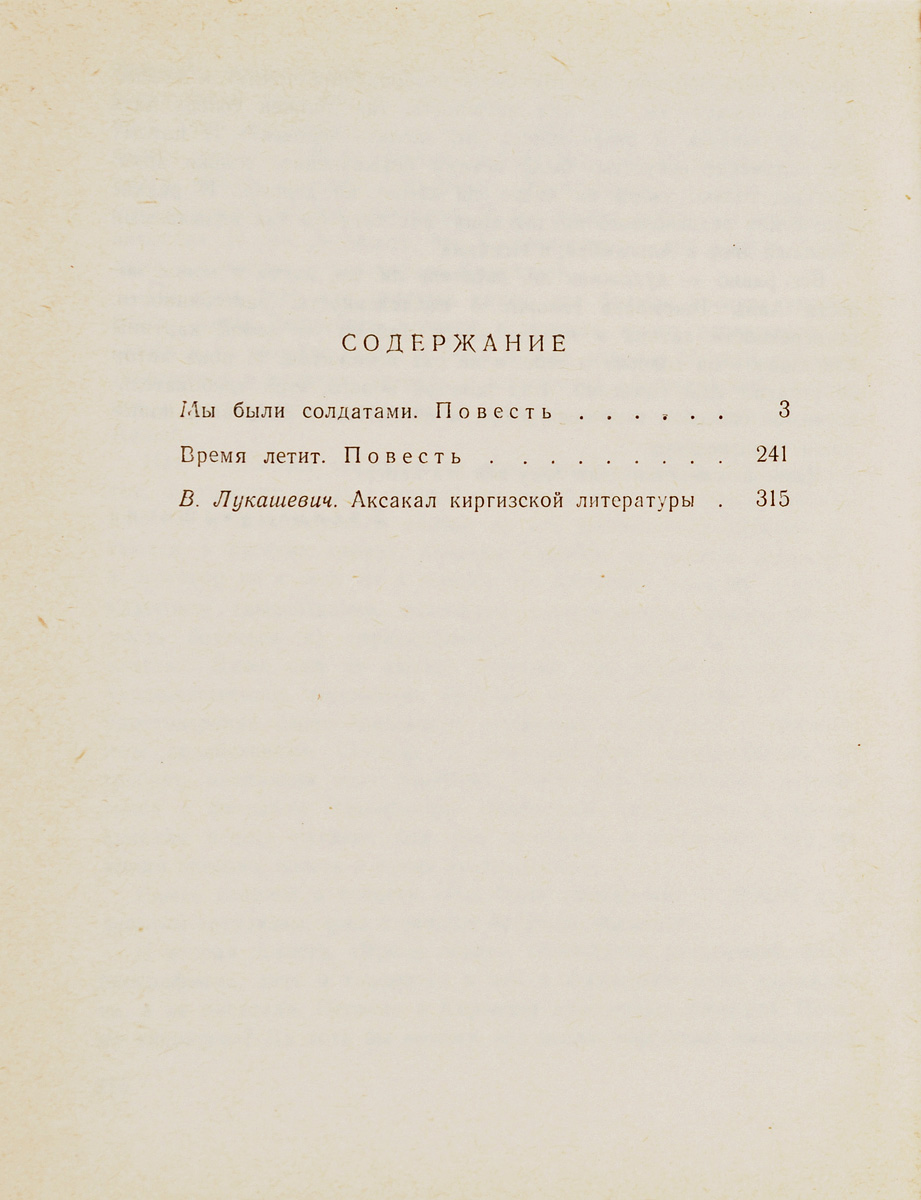 СОДЕРЖАНИЕ
Мы были солдатами. Повесть . . . . . . 3
Время летит. Повесть . . . . . . . . . 241
В. Лукашевич. Аксакал киргизской литературы . 315